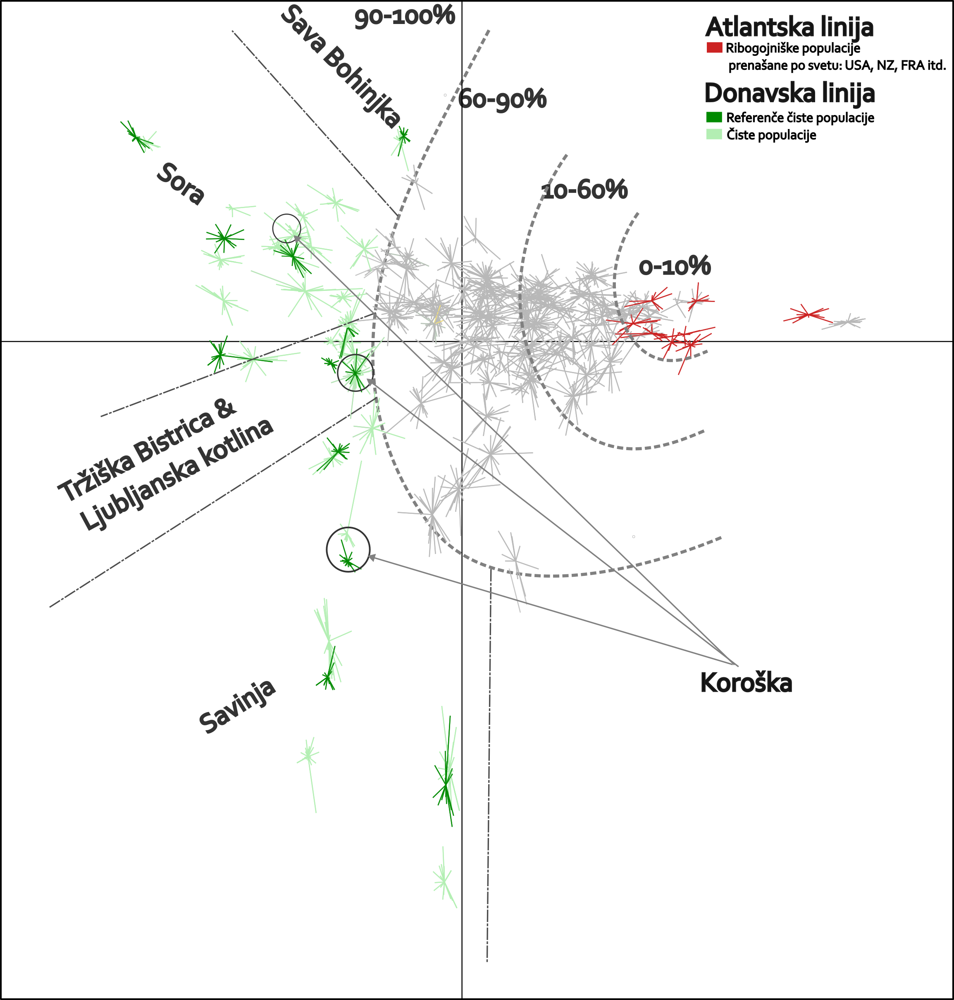 90-100%
Sava Bohinjka
60-90%
10-60%
0-10%
Atlantska linija
Ribogojniške populacije
prenašane po svetu: USA, NZ, FRA itd.
Donavska linija
Referenče čiste populacije
Čiste populacije
Sora
Tržiška Bistrica &
Ljubljanska kotlina
Savinja
Koroška